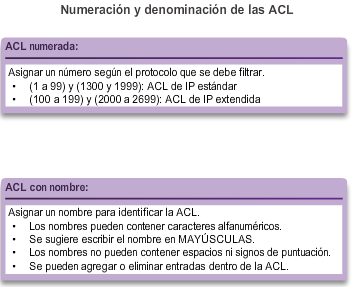 Numeración y denominación de las ACL
ACL numerada:
Asignar un número según el protocolo que se debe filtrar.
• (1 a 99) y (1300 y 1999): ACL de IP estándar
• (100 a 199) y (2000 a 2699): ACL de IP extendida
ACL con nombre:
Asignar un nombre para identificar la ACL.
• Los nombres pueden contener caracteres alfanuméricos.
• Se sugiere escribir el nombre en MAYÚSCULAS.
• Los nombres no pueden contener espacios ni signos de puntuación.
• Se pueden agregar o eliminar entradas dentro de la ACL.